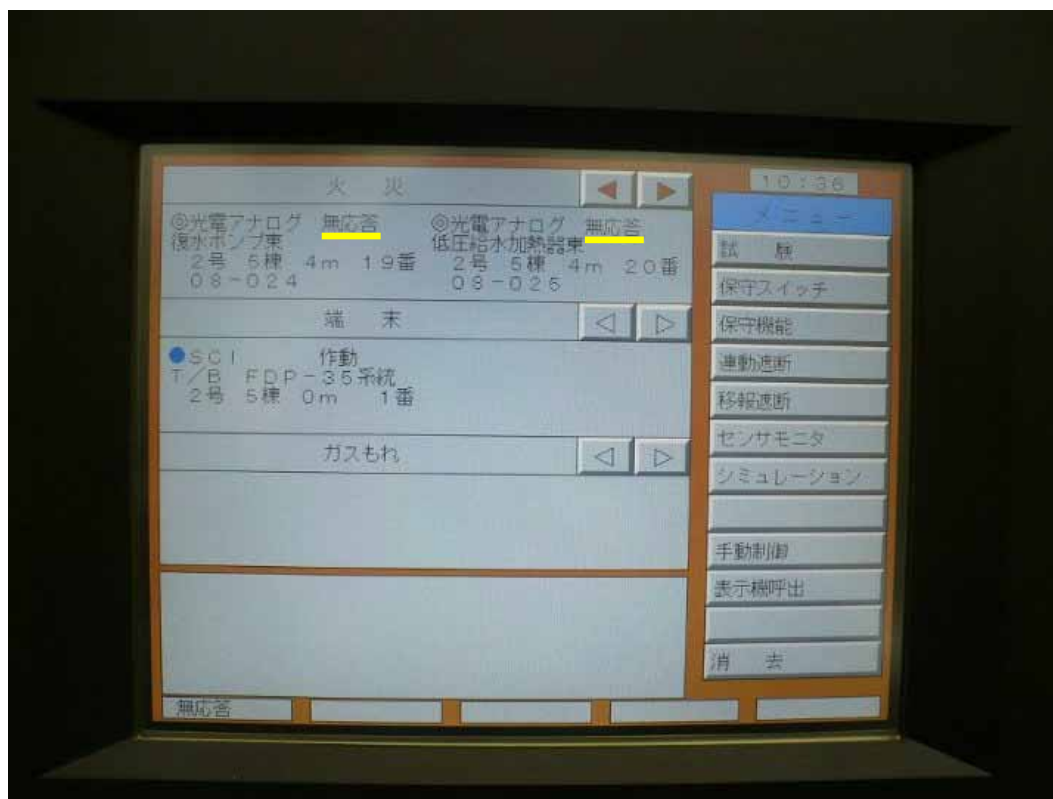 火 災
◀ ▶
◎光電アナログ 無応答
復水ポンプ東
2号 5棟 4m 19番
08-024
◎光電アナログ 無応答
低圧給水加熱器東
2号 5棟 4m 20番
08-025
端 末
◁ ▷
●SCI 作動
T/B FDP-35系統
2号 5棟 0m 1番
ガスもれ
◁ ▷
無応答
10:36
メニュー
試 験
保守スイッチ
保守機能
連動遮断
移報遮断
センサモニタ
シミュレーション
手動制御
表示機呼出
消 去